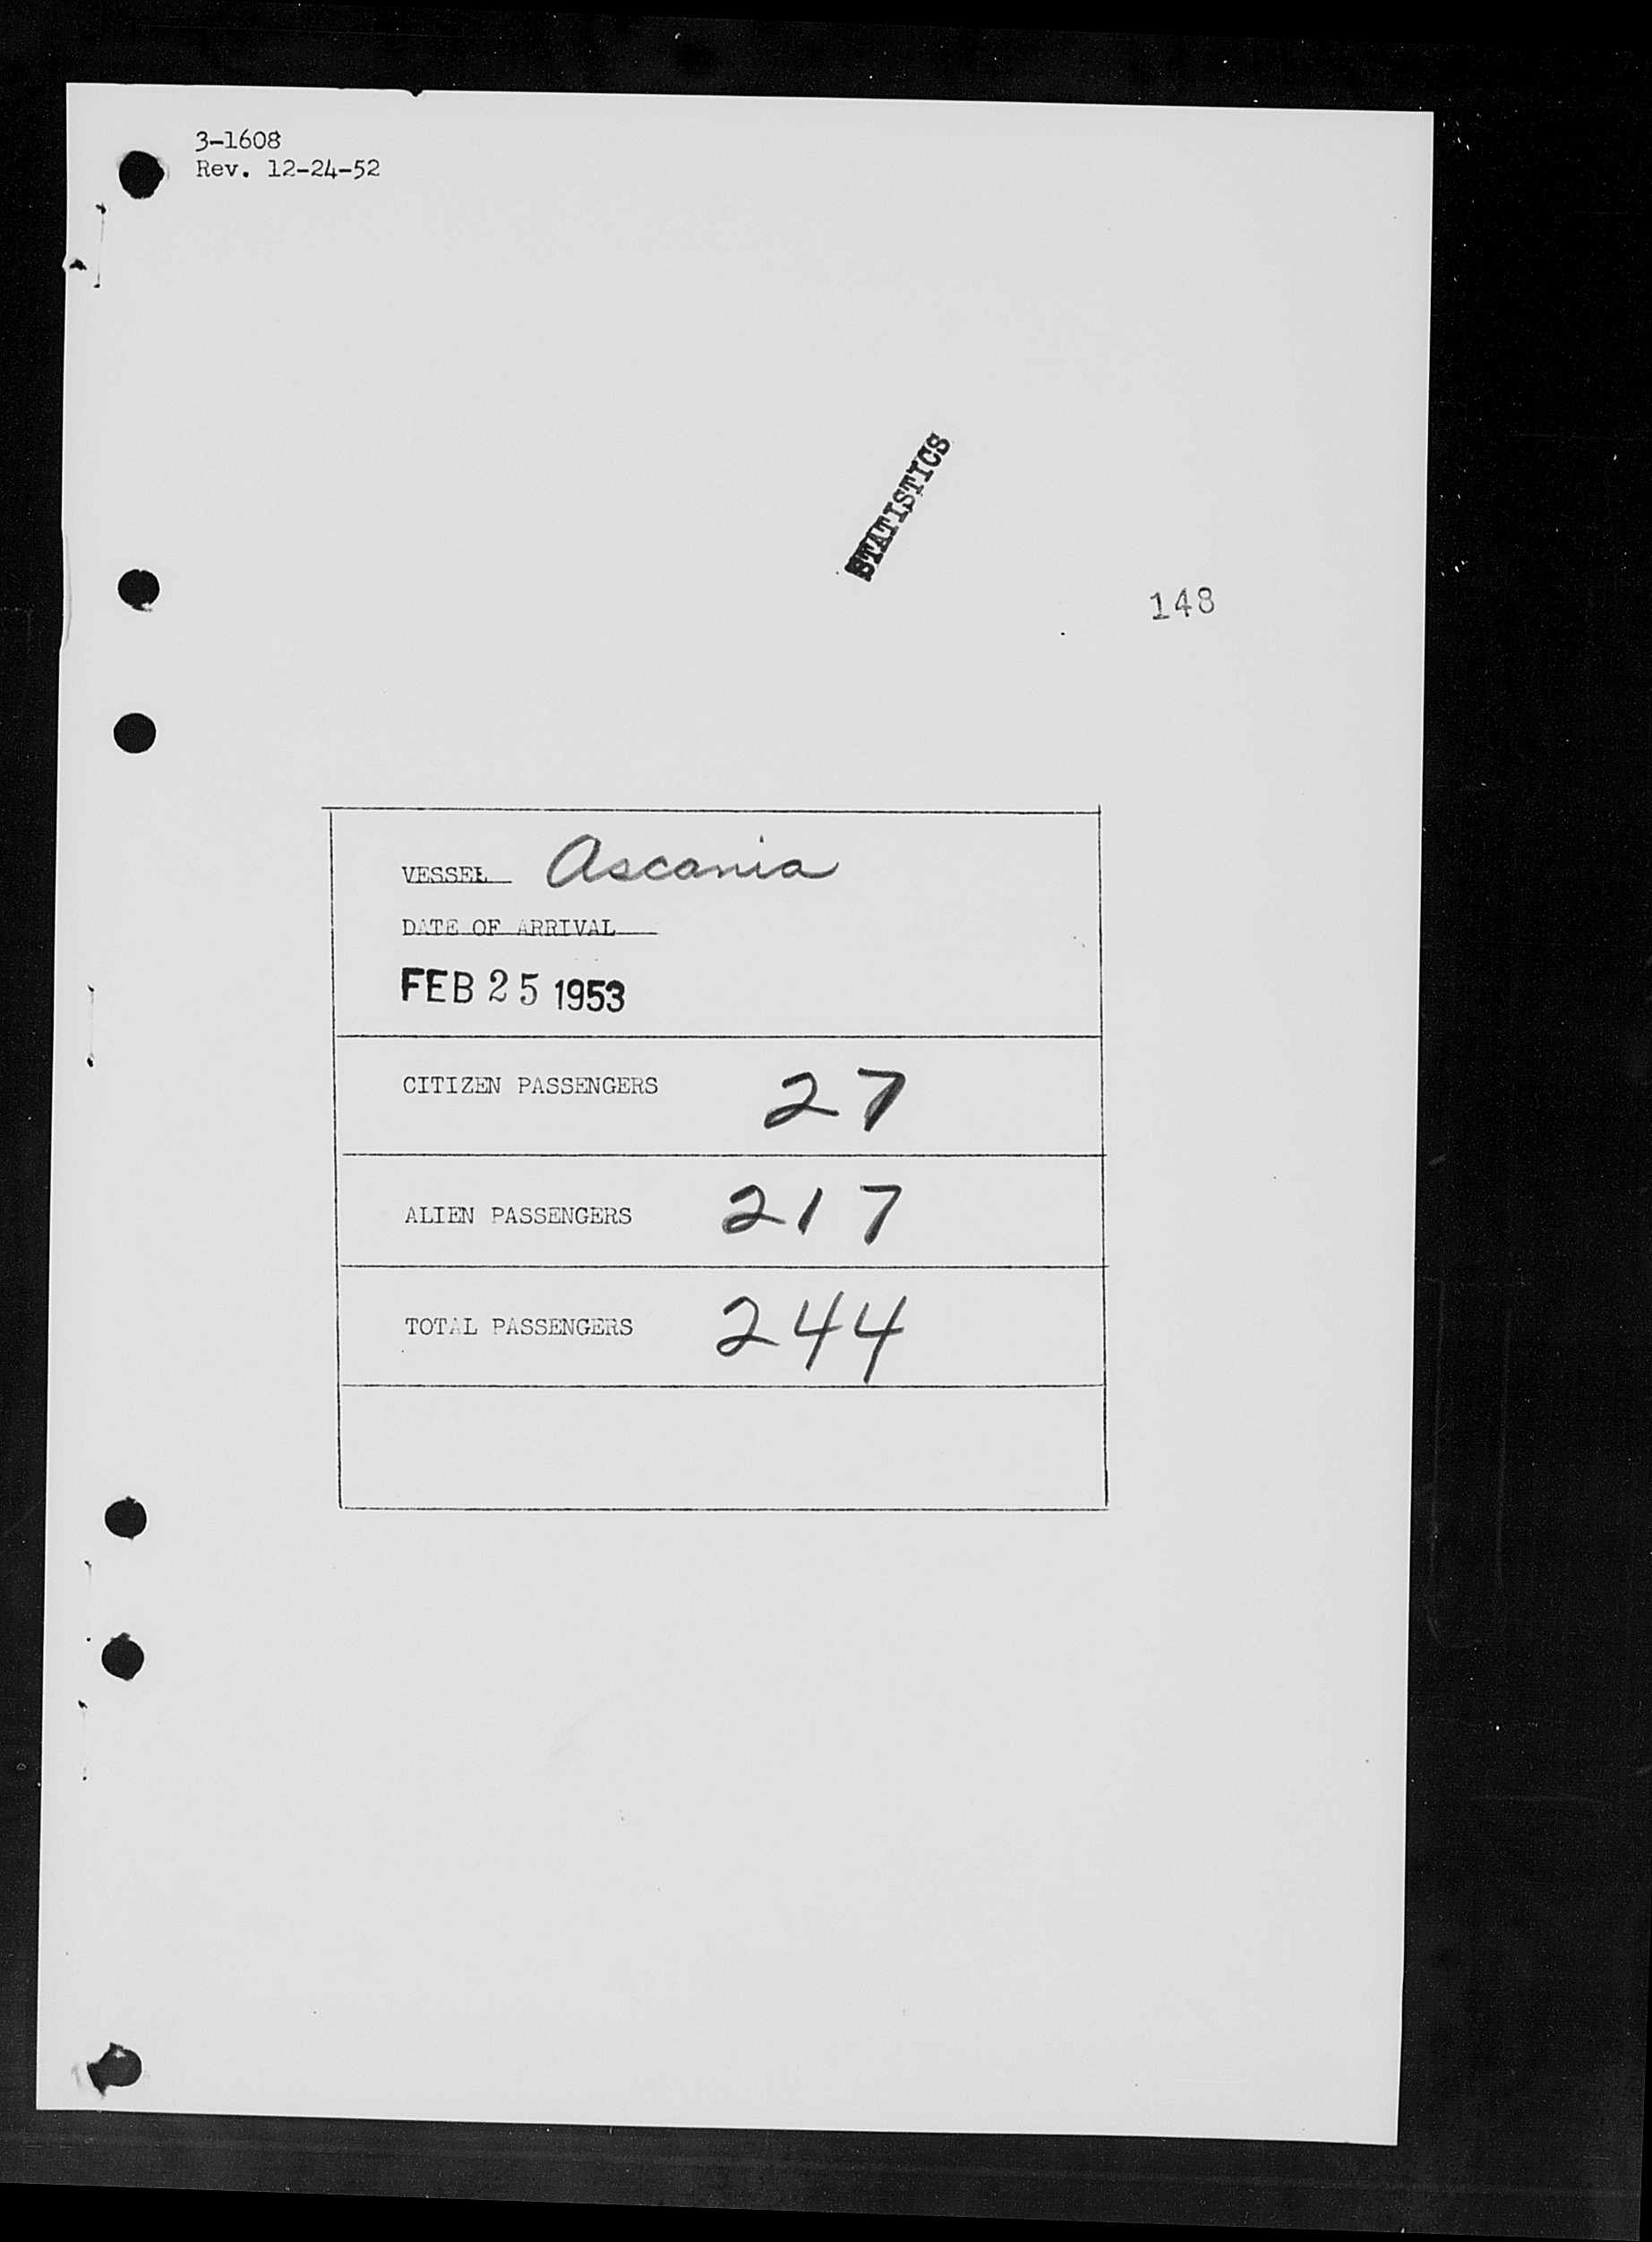 3-1608
Rev. 12-24-52
STATISTICS
148
VESSEL Ascania
DATE OF ARRIVAL
FEB 25 1953
CITIZEN PASSENGERS 27
ALIEN PASSENGERS 217
TOTAL PASSENGERS 244